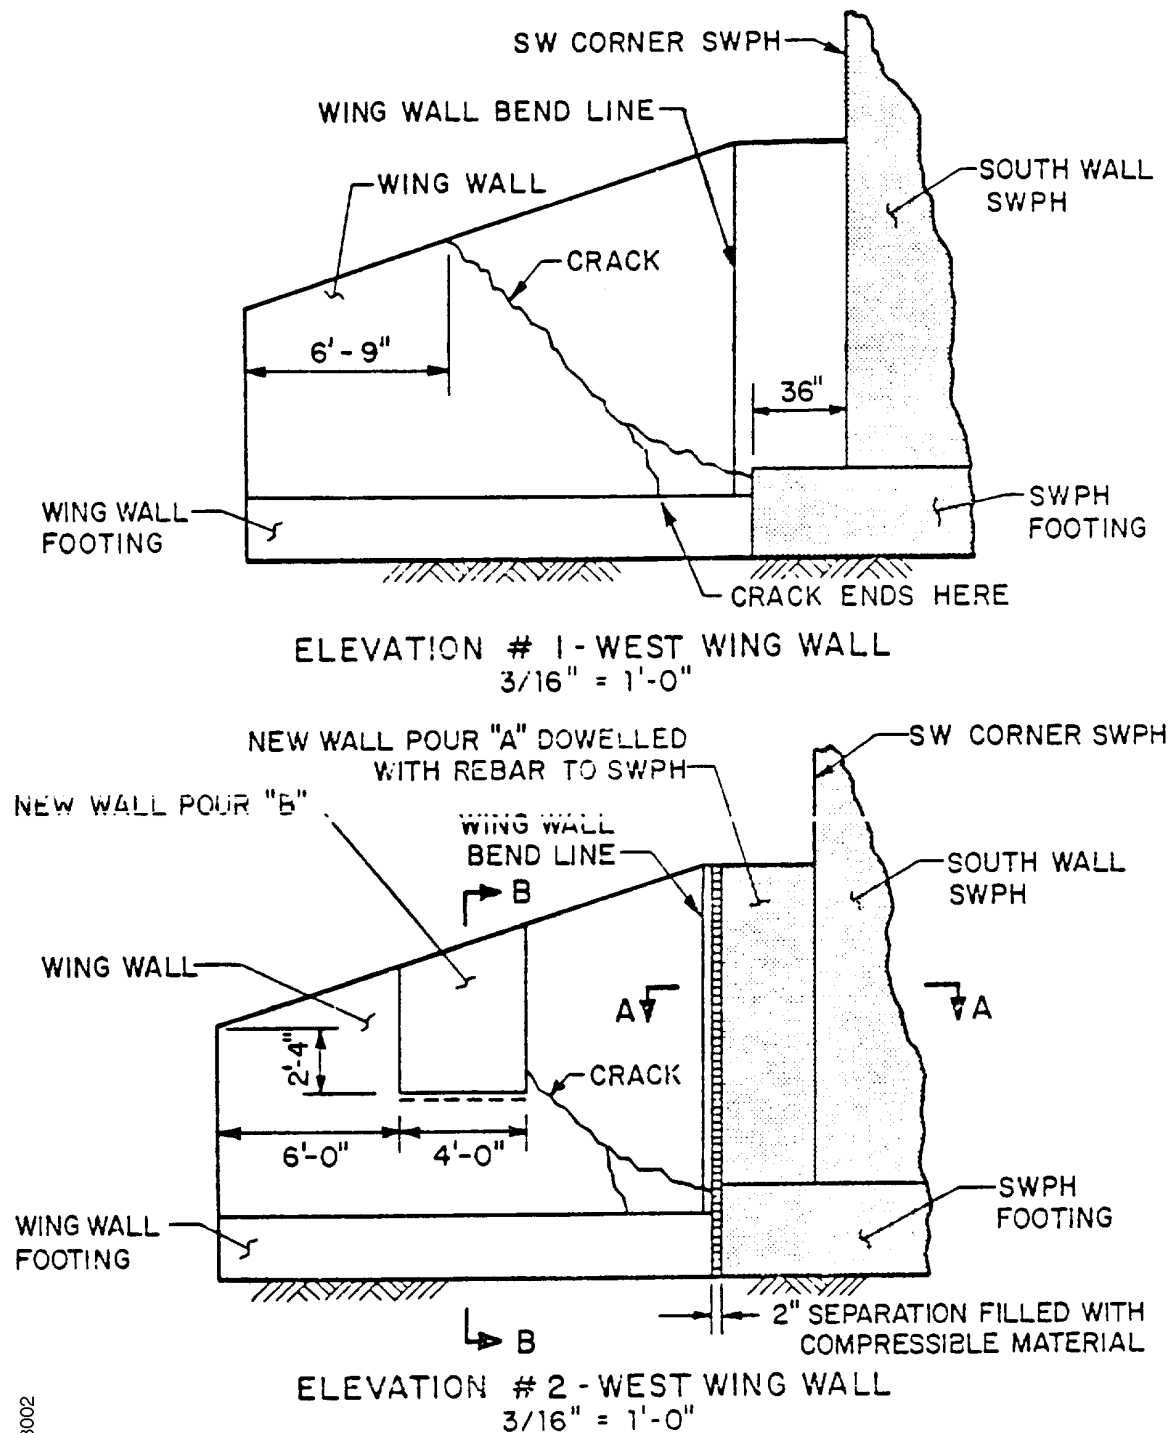 SW CORNER SWPH
WING WALL BEND LINE
WING WALL
SOUTH WALL
SWPH
CRACK
6'-9"
36"
WING WALL
FOOTING
SWPH
FOOTING
CRACK ENDS HERE
ELEVATION # 1-WEST WING WALL
3/16" = 1'-0"
NEW WALL POUR "A" DOWELLED
WITH REBAR TO SWPH
SW CORNER SWPH
NEW WALL POUR "B"
WING WALL
BEND LINE
SOUTH WALL
SWPH
B
WING WALL
A
A
2'-4"
CRACK
6'-0"
4'-0"
SWPH
FOOTING
WING WALL
FOOTING
2" SEPARATION FILLED WITH
COMPRESSIBLE MATERIAL
B
ELEVATION #2-WEST WING WALL
3/16" = 1'-0"